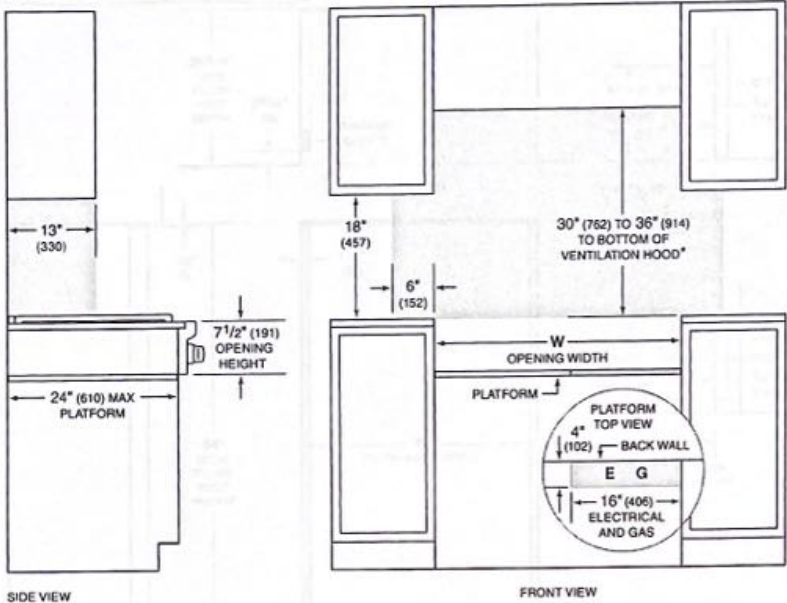 13"
(330)
7 1/2" (191)
OPENING
HEIGHT
24" (610) MAX
PLATFORM
SIDE VIEW
18"
(457)
30" (762) TO 36" (914)
TO BOTTOM OF
VENTILATION HOOD*
6"
(152)
W
OPENING WIDTH
PLATFORM
PLATFORM
TOP VIEW
4"
(102)
BACK WALL
E G
16" (406)
ELECTRICAL
AND GAS
FRONT VIEW